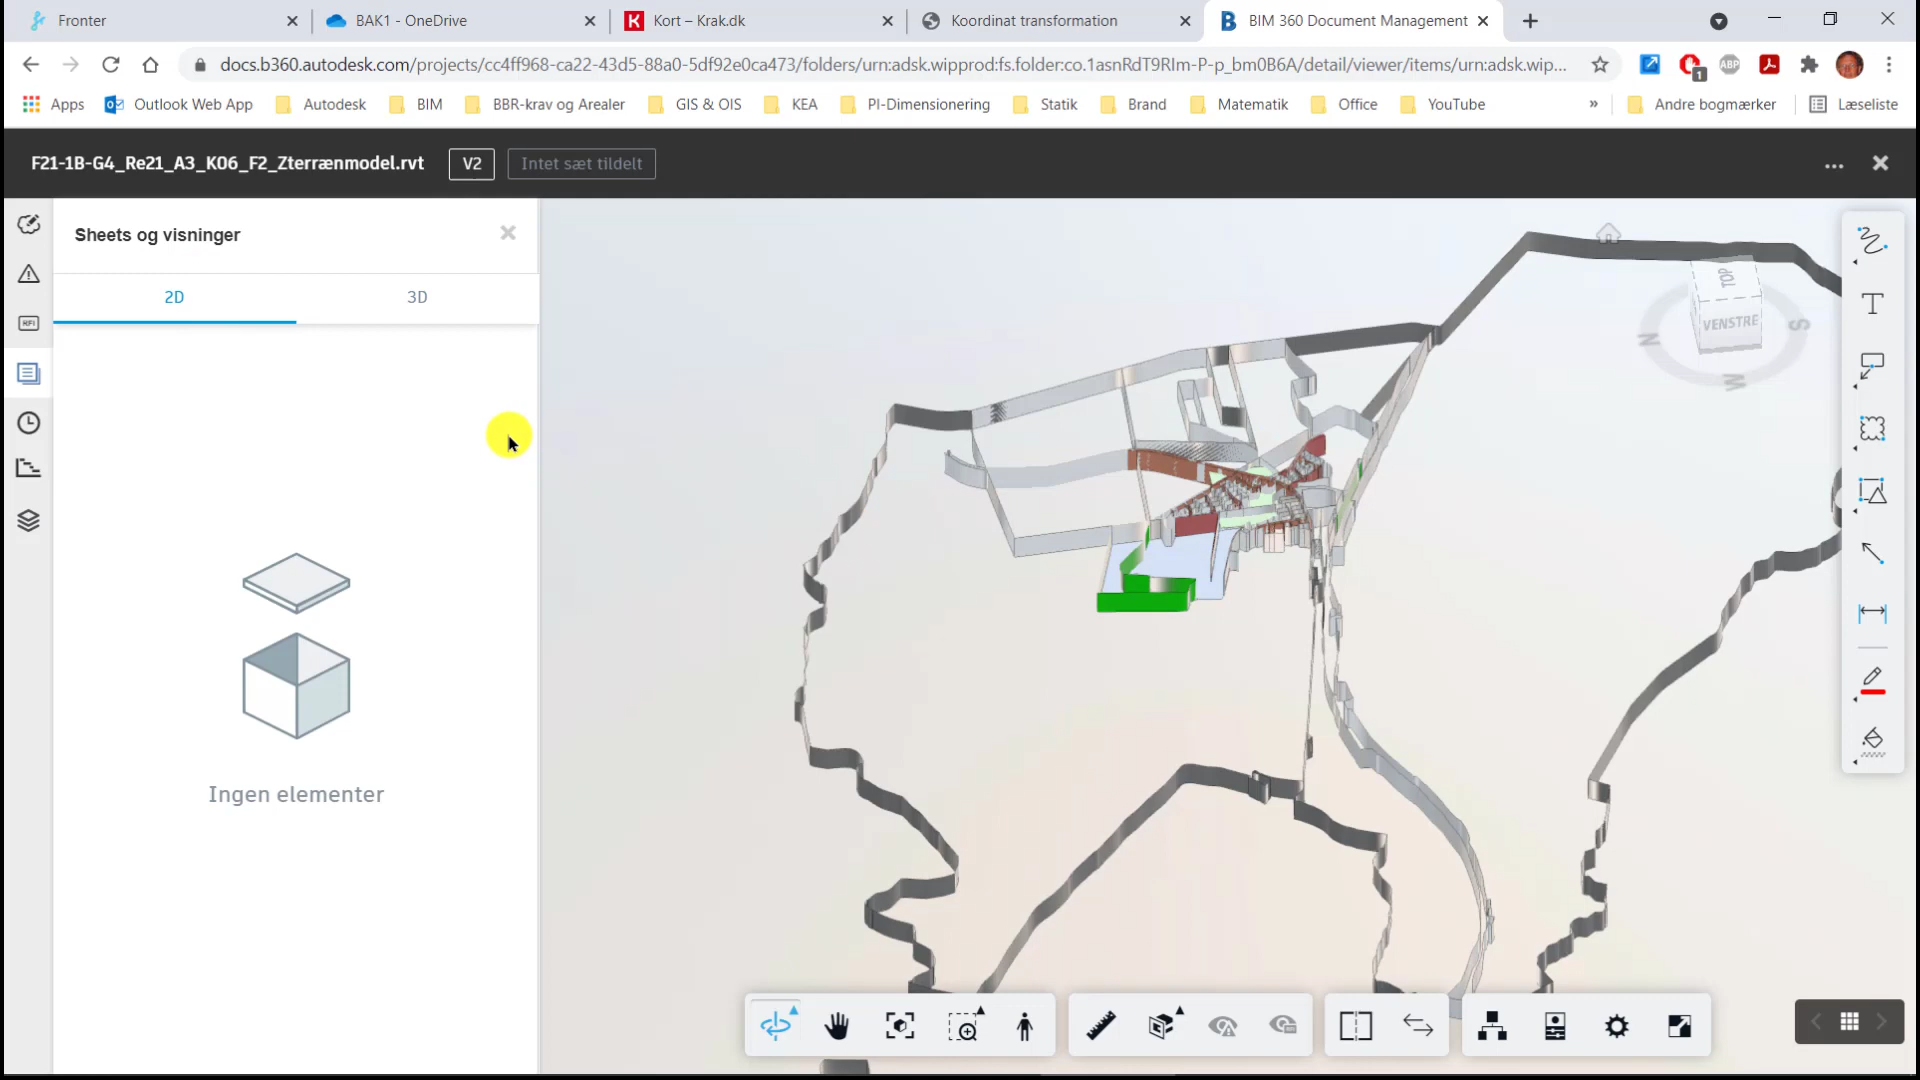 Fronter
BAK1 - OneDrive
Kort – Krak.dk
Koordinat transformation
BIM 360 Document Management
docs.b360.autodesk.com/projects/cc4ff968-ca22-43d5-88a0-5df92e0ca473/folders/urn:adsk.wipprod:fs.folder:co.1asnRdT9RIm-P-p_bm0B6A/detail/viewer/items/urn:adsk.wip...
1
ABP
Apps
Outlook Web App
Autodesk
BIM
BBR-krav og Arealer
GIS & OIS
KEA
PI-Dimensionering
Statik
Brand
Matematik
Office
YouTube
»
Andre bogmærker
Læseliste
F21-1B-G4_Re21_A3_K06_F2_Zterrænmodel.rvt
V2
Intet sæt tildelt
Sheets og visninger
2D
3D
RFI
Ingen elementer
TOP
VENSTRE
N
S
W
T